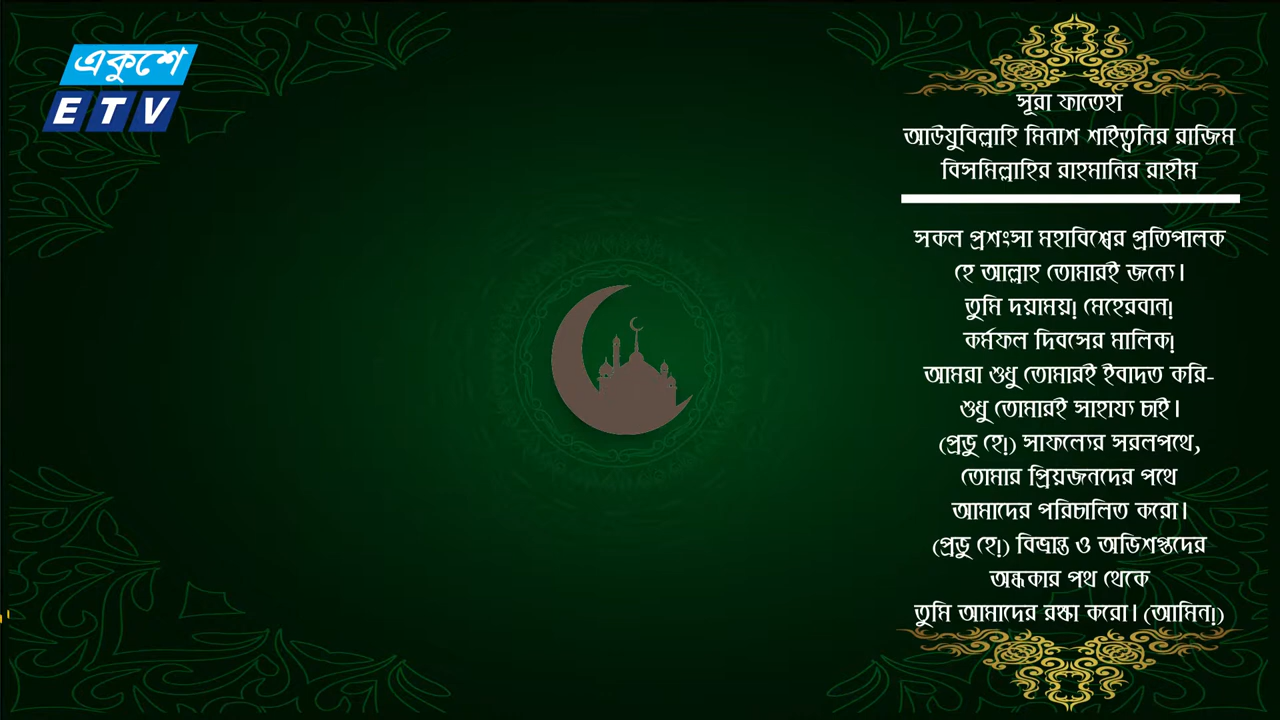 একুশে
ETV
সূরা ফাতেহা
আউযুবিল্লাহি মিনাশ শাইত্বনির রাজিম
বিসমিল্লাহির রাহমানির রাহীম
সকল প্রশংসা মহাবিশ্বের প্রতিপালক
হে আল্লাহ তোমারই জন্যে।
তুমি দয়াময়! মেহেরবান!
কর্মফল দিবসের মালিক!
আমরা শুধু তোমারই ইবাদত করি-
শুধু তোমারই সাহায্য চাই।
(প্রভু হে!) সাফল্যের সরলপথে,
তোমার প্রিয়জনদের পথে
আমাদের পরিচালিত করো।
(প্রভু হে!) বিভ্রান্ত ও অভিশপ্তদের
অন্ধকার পথ থেকে
তুমি আমাদের রক্ষা করো। (আমিন!)